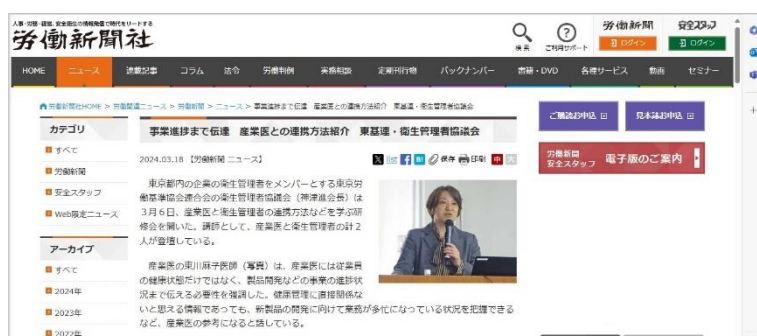 人事・労務・経営、安全衛生の情報発信で時代をリードする
労働新聞社
検索
ご利用サポート
労働新聞
ログイン
安全スタッフ
ログイン
HOME
ニュース
連載記事
コラム
法令
労働判例
実務相談
定期刊行物
バックナンバー
書籍・DVD
各種サービス
動画
セミナー
労働新聞社HOME > 労働関連ニュース > 労働新聞 > ニュース > 事業進捗まで伝達 産業医との連携方法紹介 東基連・衛生管理者協議会
カテゴリ
すべて
労働新聞
安全スタッフ
Web限定ニュース
アーカイブ
すべて
2024年
2023年
2022年
事業進捗まで伝達 産業医との連携方法紹介 東基連・衛生管理者協議会
2024.03.18 【労働新聞 ニュース】
保存
印刷
中
大
東京都内の企業の衛生管理者をメンバーとする東京労
働基準協会連合会の衛生管理者協議会（神津進会長）は
3月6日、産業医と衛生管理者の連携方法などを学ぶ研
修会を開いた。講師として、産業医と衛生管理者の計2
人が登壇している。
産業医の東川麻子医師（写真）は、産業医には従業員
の健康状態だけではなく、製品開発などの事業の進捗状
況まで伝える必要性を強調した。健康管理に直接関係な
いと思える情報であっても、新製品の開発に向けて業務が多忙になっている状況を把握できる
など、産業医の参考になると話している。
ご購読お申込
見本誌お申込
労働新聞
安全スタッフ
電子版のご案内